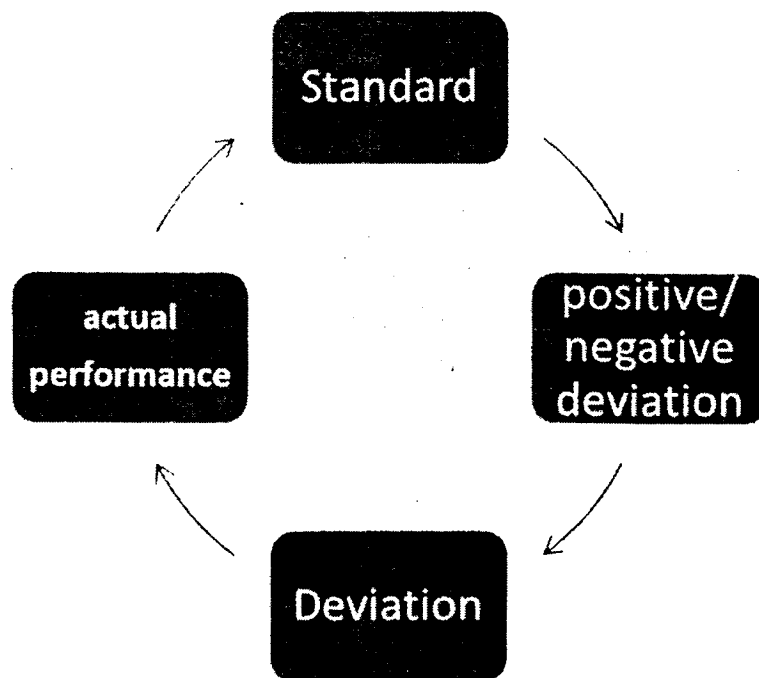 Standard
positive/
negative
deviation
Deviation
actual
performance